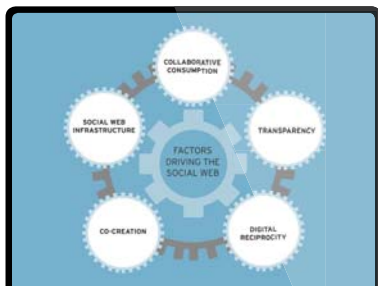 COLLABORATIVE
CONSUMPTION
SOCIAL WEB
INFRASTRUCTURE
TRANSPARENCY
FACTORS
DRIVING THE
SOCIAL WEB
CO-CREATION
DIGITAL
RECIPROCITY